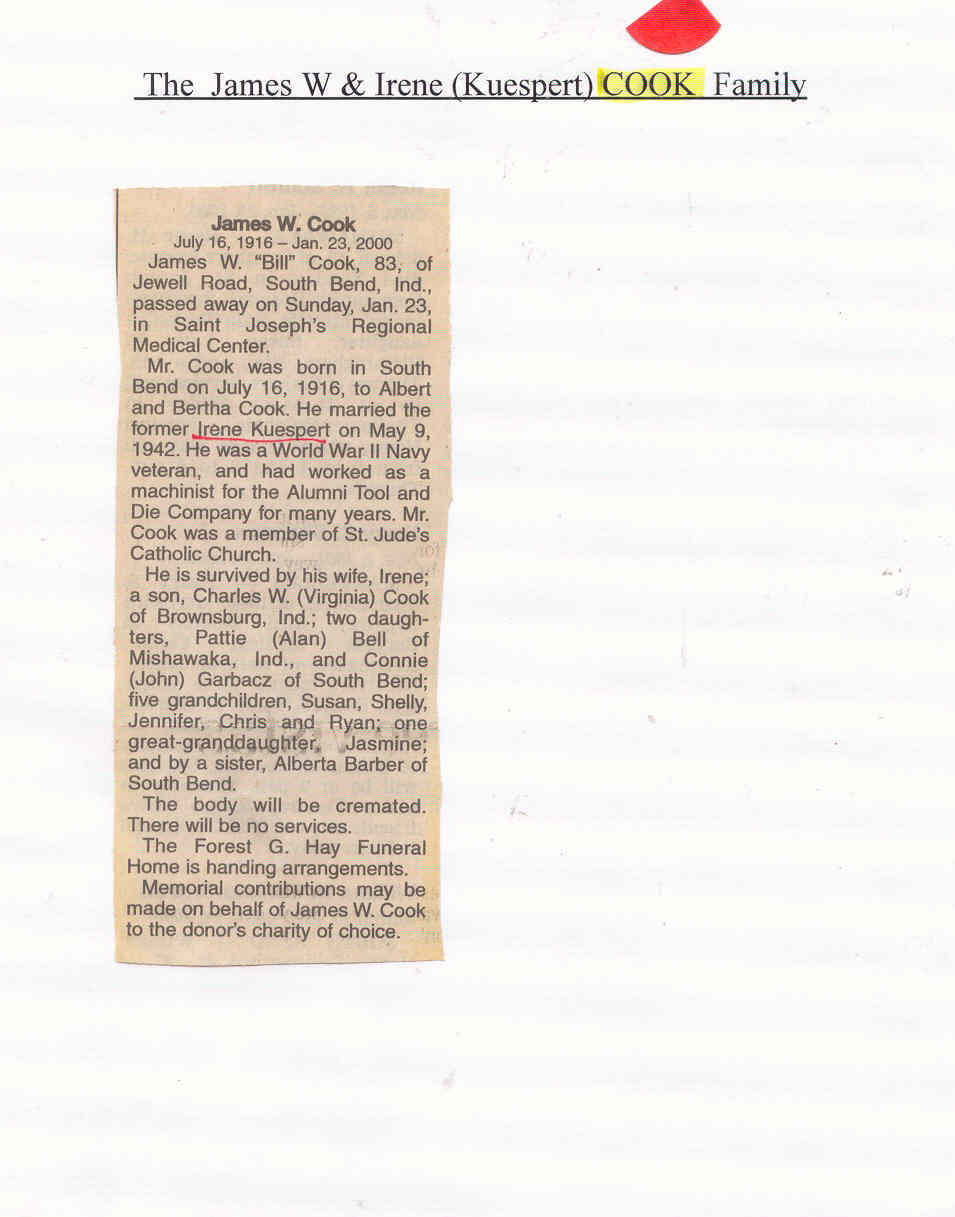 The James W & Irene (Kuespert) COOK Family
James W. Cook
July 16, 1916 – Jan. 23, 2000
James W. “Bill” Cook, 83, of
Jewell Road, South Bend, Ind.,
passed away on Sunday, Jan. 23,
in Saint Joseph’s Regional
Medical Center.
Mr. Cook was born in South
Bend on July 16, 1916, to Albert
and Bertha Cook. He married the
former Irene Kuespert on May 9,
1942. He was a World War II Navy
veteran, and had worked as a
machinist for the Alumni Tool and
Die Company for many years. Mr.
Cook was a member of St. Jude’s
Catholic Church.
He is survived by his wife, Irene;
a son, Charles W. (Virginia) Cook
of Brownsburg, Ind.; two daugh-
ters, Pattie (Alan) Bell of
Mishawaka, Ind., and Connie
(John) Garbacz of South Bend;
five grandchildren, Susan, Shelly,
Jennifer, Chris and Ryan; one
great-granddaughter, Jasmine;
and by a sister, Alberta Barber of
South Bend.
The body will be cremated.
There will be no services.
The Forest G. Hay Funeral
Home is handing arrangements.
Memorial contributions may be
made on behalf of James W. Cook
to the donor’s charity of choice.